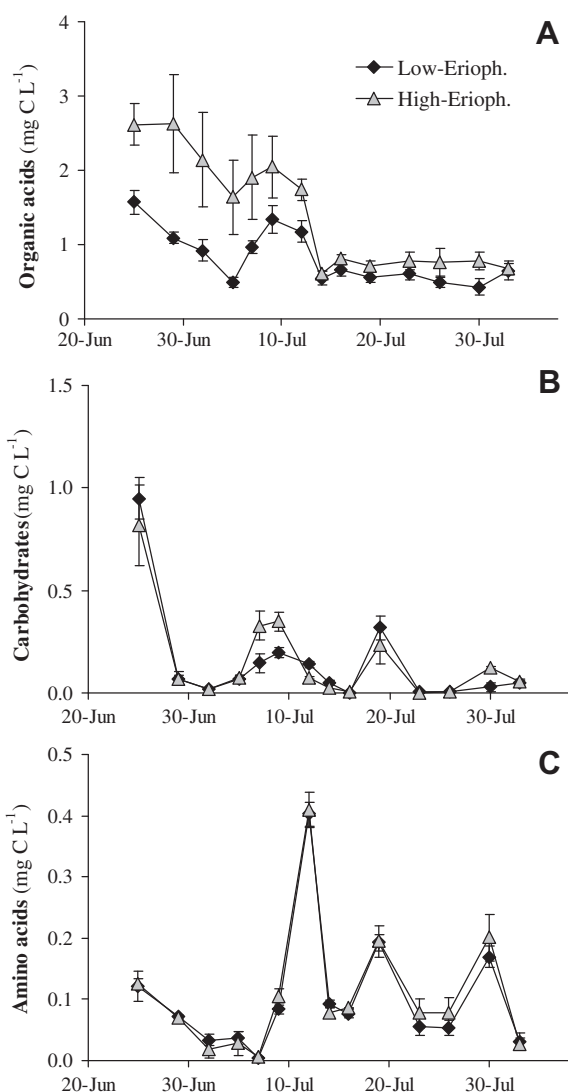 A
Organic acids (mg C L-1)
4
3
2
1
0
Low-Erioph.
High-Erioph.
20-Jun 30-Jun 10-Jul 20-Jul 30-Jul
B
Carbohydrates(mg C L-1)
1.5
1.0
0.5
0.0
20-Jun 30-Jun 10-Jul 20-Jul 30-Jul
C
Amino acids (mg C L-1)
0.5
0.4
0.3
0.2
0.1
0.0
20-Jun 30-Jun 10-Jul 20-Jul 30-Jul